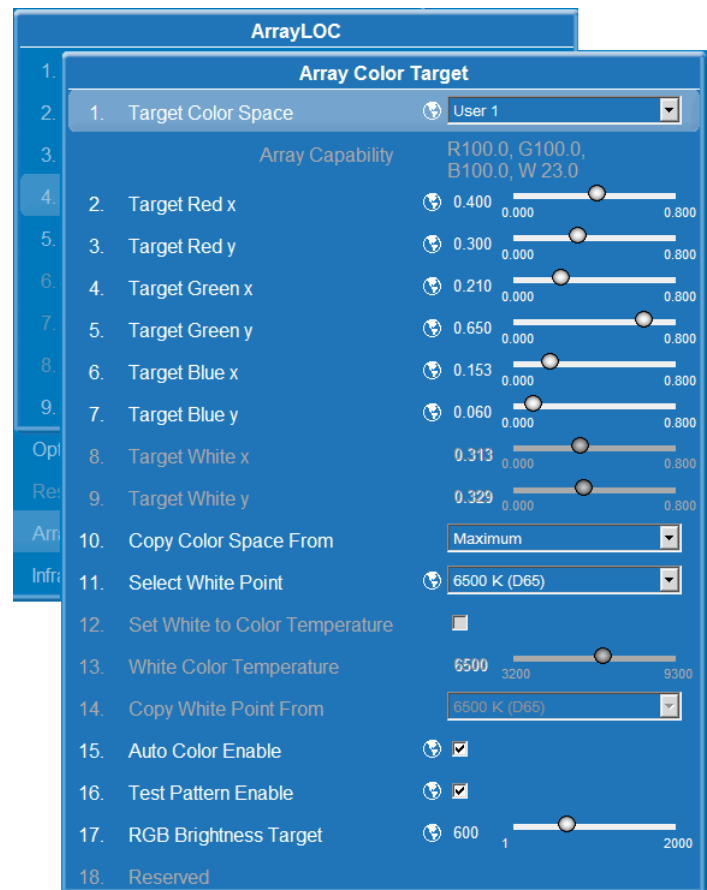 ArrayLOC
1.
2.
3.
4.
5.
6.
7.
8.
9.
Opt
Res
Arr
Infra
Array Color Target
1. Target Color Space User 1
Array Capability R100.0, G100.0,
B100.0, W 23.0
2. Target Red x 0.400 0.000 0.800
3. Target Red y 0.300 0.000 0.800
4. Target Green x 0.210 0.000 0.800
5. Target Green y 0.650 0.000 0.800
6. Target Blue x 0.153 0.000 0.800
7. Target Blue y 0.060 0.000 0.800
8. Target White x 0.313 0.000 0.800
9. Target White y 0.329 0.000 0.800
10. Copy Color Space From Maximum
11. Select White Point 6500 K (D65)
12. Set White to Color Temperature
13. White Color Temperature 6500 3200 9300
14. Copy White Point From 6500 K (D65)
15. Auto Color Enable
16. Test Pattern Enable
17. RGB Brightness Target 600 1 2000
18. Reserved